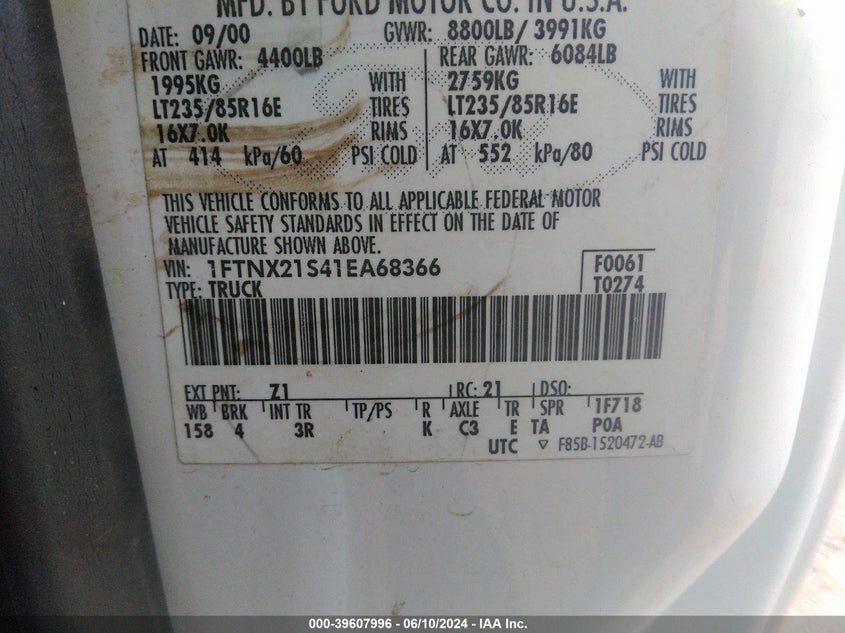 MFD. BY FORD MOTOR CO. IN U.S.A.
DATE: 09/00 GVWR: 8800LB/ 3991KG
FRONT GAWR: 4400LB REAR GAWR: 6084LB
1995KG WITH 2759KG WITH
LT235/85R16E TIRES LT235/85R16E TIRES
16X7.0K RIMS 16X7.0K RIMS
AT 414 kPa/60 PSI COLD AT 552 kPa/80 PSI COLD
THIS VEHICLE CONFORMS TO ALL APPLICABLE FEDERAL MOTOR
VEHICLE SAFETY STANDARDS IN EFFECT ON THE DATE OF
MANUFACTURE SHOWN ABOVE.
VIN: 1FTNX21S41EA68366 F0061
TYPE: TRUCK T0274
EXT PNT: Z1 RC: 21 DSO:
WB BRK INT TR TP/PS R AXLE TR SPR 1F718
158 4 3R K C3 E TA POA
UTC ▽ F85B-1520472-AB
000-39607996 - 06/10/2024 - IAA Inc.